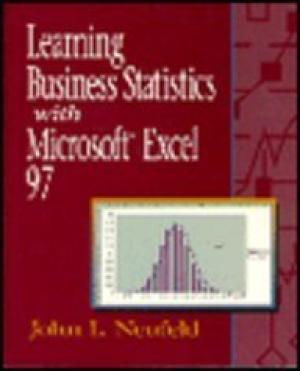 Learning
Business Statistics
with
Microsoft Excel
97
John L. Neufeld